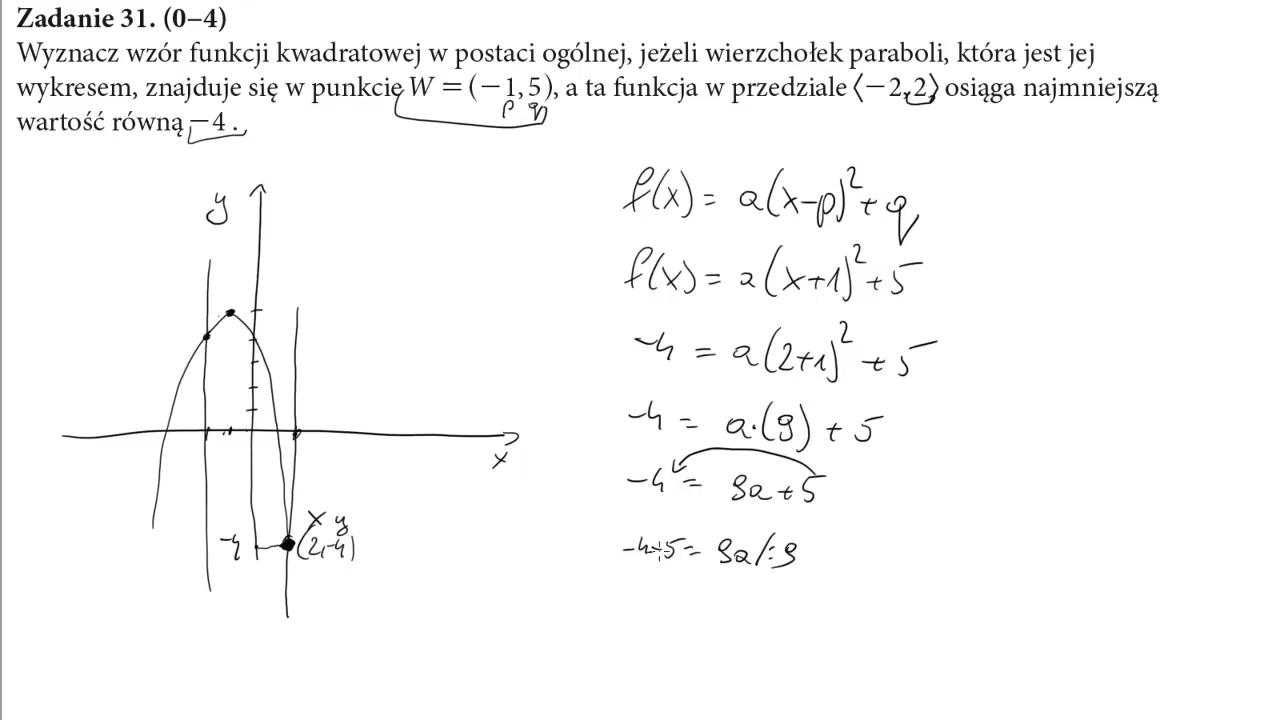 Zadanie 31. (0–4)
Wyznacz wzór funkcji kwadratowej w postaci ogólnej, jeżeli wierzchołek paraboli, która jest jej
wykresem, znajduje się w punkcie W = (−1, 5), a ta funkcja w przedziale ⟨−2, 2⟩ osiąga najmniejszą
p q
wartość równą −4 .
y
x
-4
x y
(2,-4)
f(x) = a(x-p)² + q
f(x) = a(x+1)² + 5
-4 = a(2+1)² + 5
-4 = a·(9) + 5
-4 = 9a + 5
-4-5 = 9a /:9